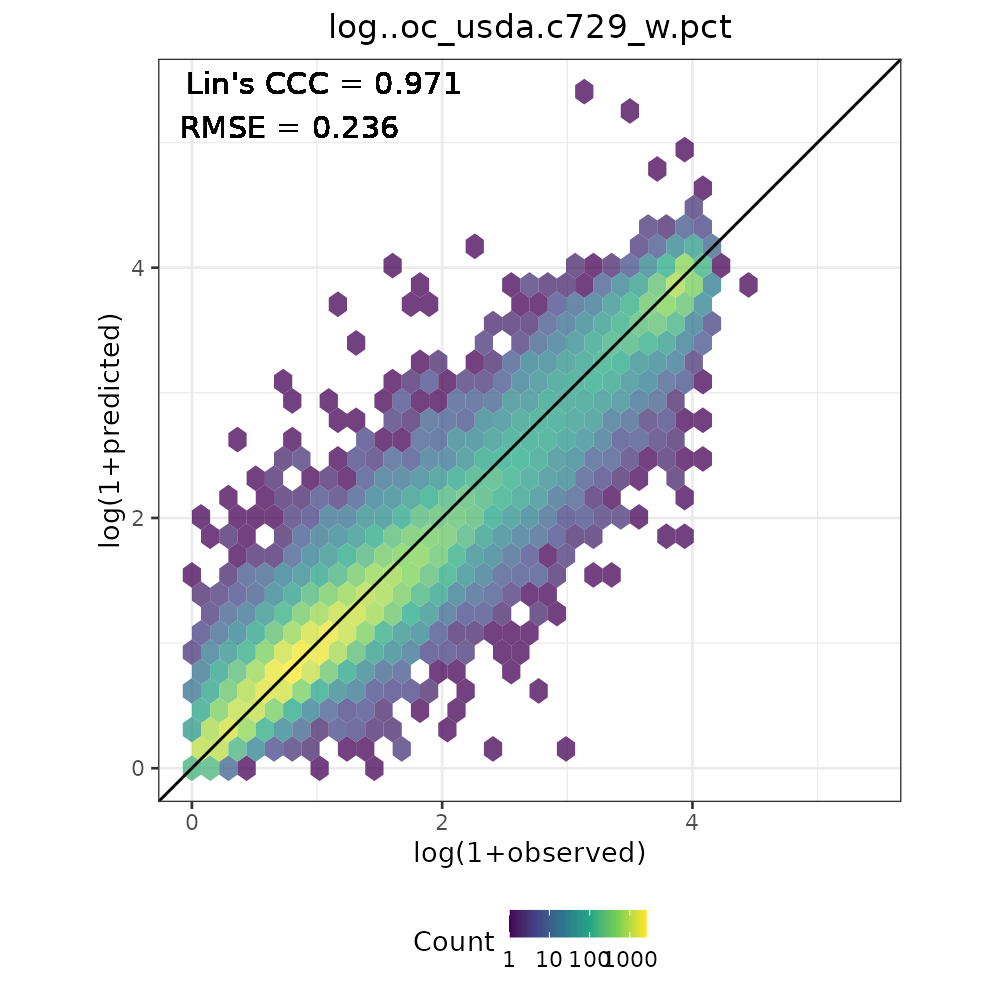 log..oc_usda.c729_w.pct
Lin's CCC = 0.971
RMSE = 0.236
log(1+predicted)
4
2
0
0 2 4
log(1+observed)
Count
1 10 100 1000